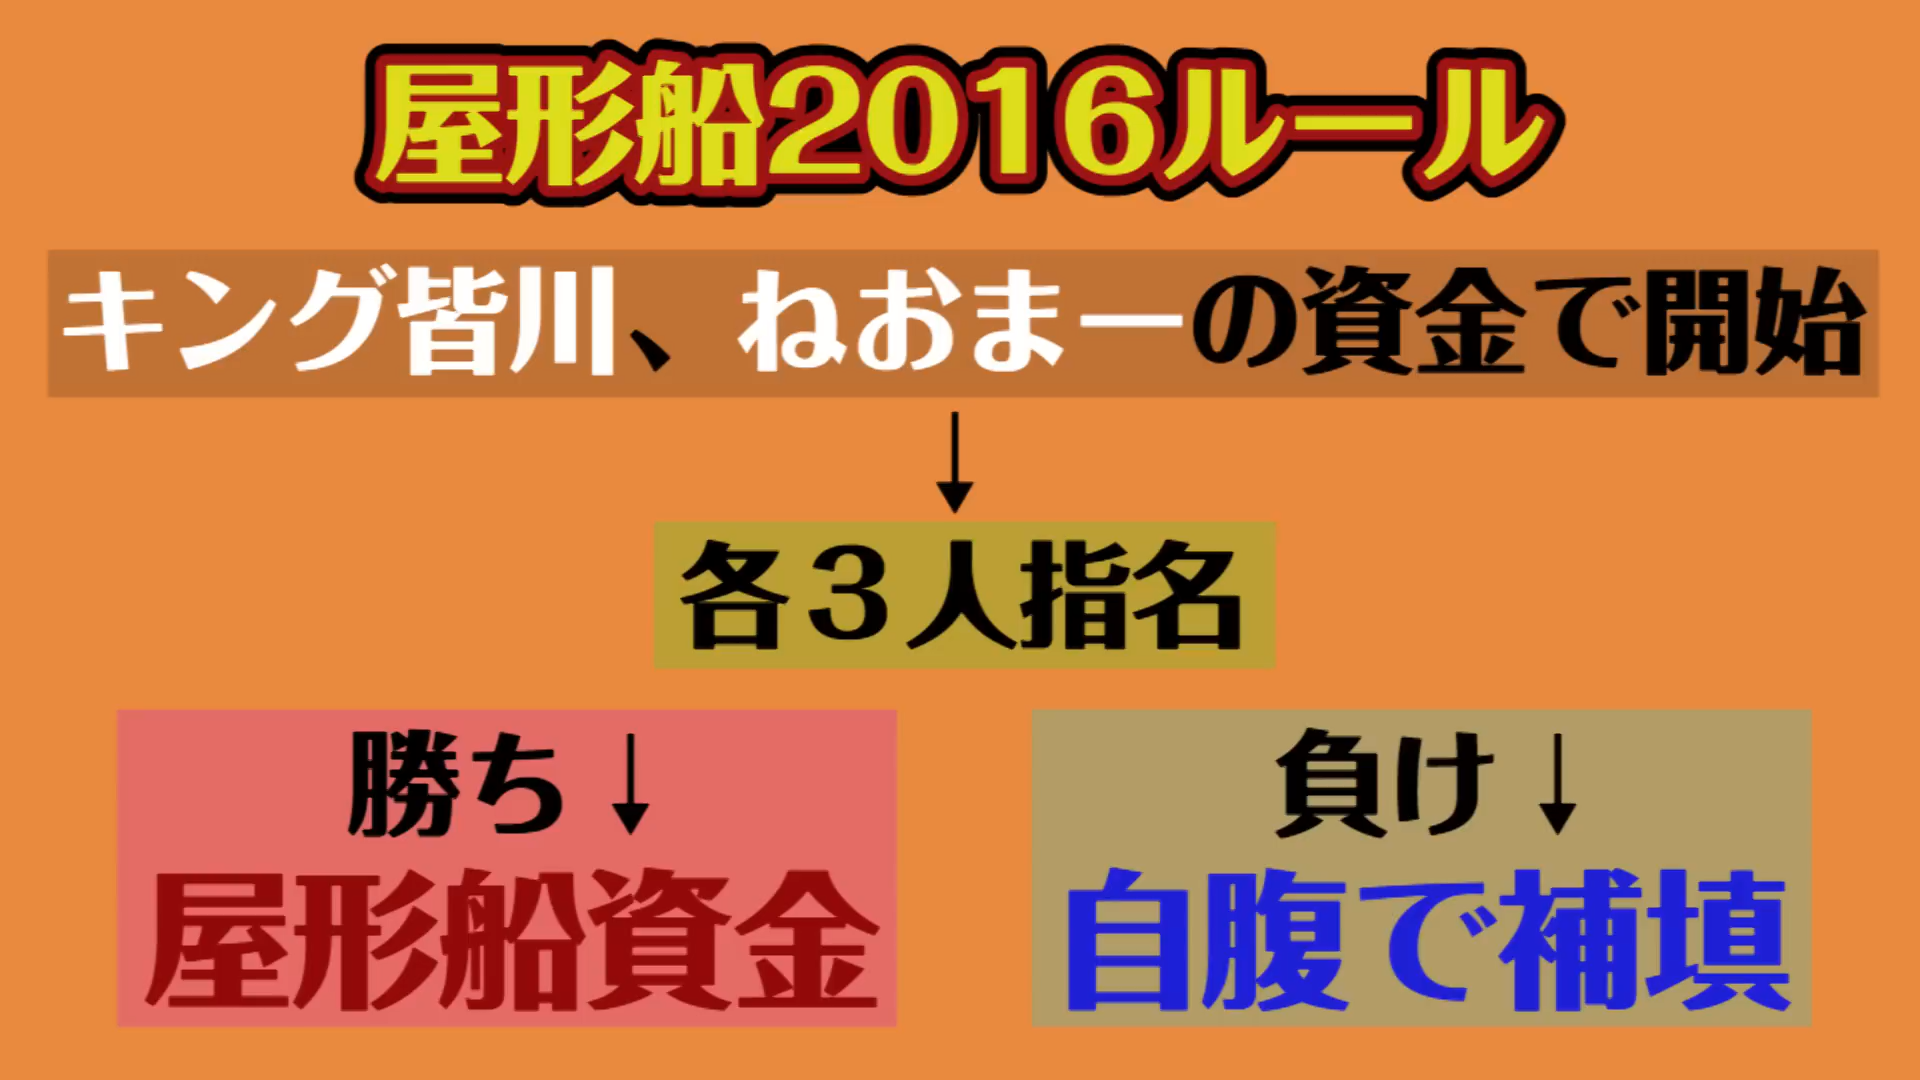 屋形船2016ルール
キング皆川、ねおまーの資金で開始
↓
各３人指名
勝ち↓
屋形船資金
負け↓
自腹で補填